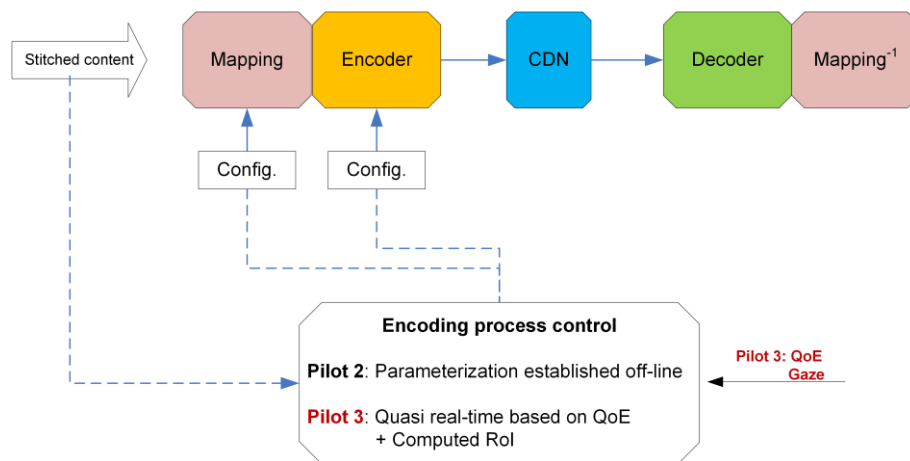 Stitched content
Mapping
Encoder
CDN
Decoder
Mapping⁻¹
Config.
Config.
Encoding process control
Pilot 2: Parameterization established off-line
Pilot 3: Quasi real-time based on QoE
+ Computed RoI
Pilot 3: QoE
Gaze